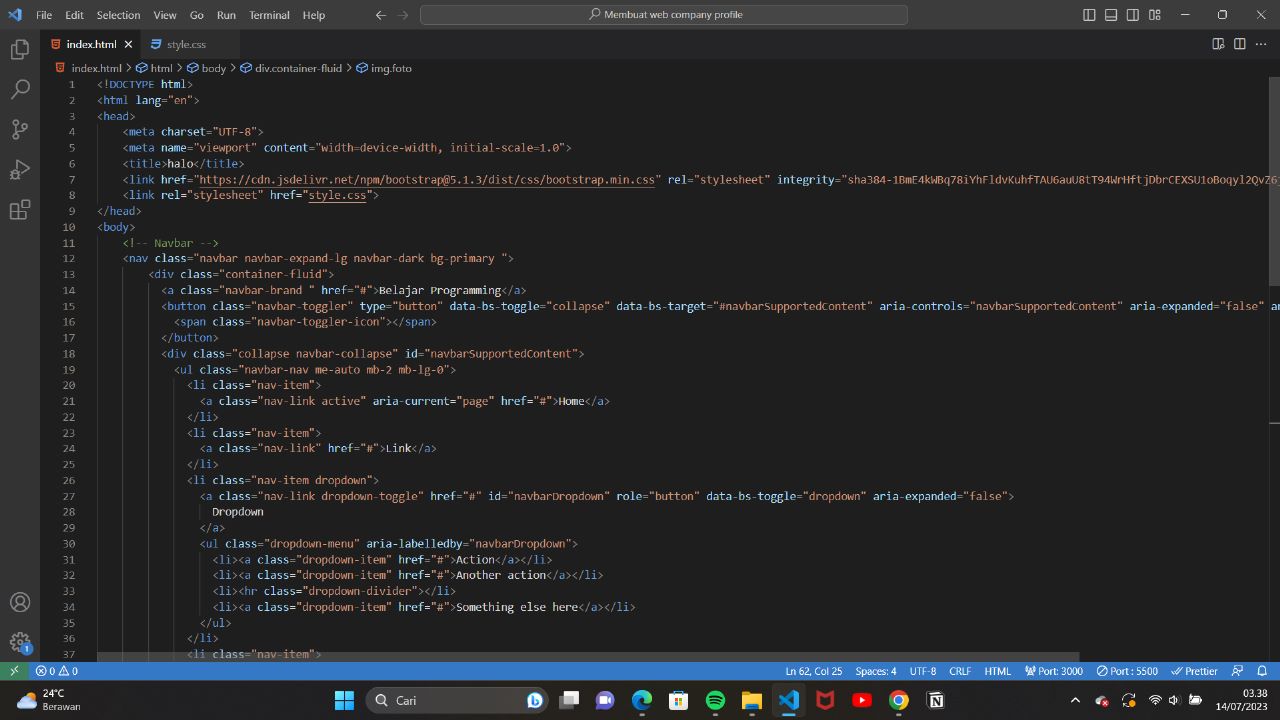 File Edit Selection View Go Run Terminal Help
Membuat web company profile
index.html
style.css
index.html > html > body > div.container-fluid > img.foto
1 <!DOCTYPE html>
2 <html lang="en">
3 <head>
4 <meta charset="UTF-8">
5 <meta name="viewport" content="width=device-width, initial-scale=1.0">
6 <title>halo</title>
7 <link href="https://cdn.jsdelivr.net/npm/bootstrap@5.1.3/dist/css/bootstrap.min.css" rel="stylesheet" integrity="
8 <link rel="stylesheet" href="style.css">
9 </head>
10 <body>
11 <!-- Navbar -->
12 <nav class="navbar navbar-expand-lg navbar-dark bg-primary ">
13 <div class="container-fluid">
14 <a class="navbar-brand " href="#">Belajar Programming</a>
15 <button class="navbar-toggler" type="button" data-bs-toggle="collapse" data-bs-target="#navbarSupportedContent" aria-controls="navbarSupportedContent" aria-expanded="false" ar
16 <span class="navbar-toggler-icon"></span>
17 </button>
18 <div class="collapse navbar-collapse" id="navbarSupportedContent">
19 <ul class="navbar-nav me-auto mb-2 mb-lg-0">
20 <li class="nav-item">
21 <a class="nav-link active" aria-current="page" href="#">Home</a>
22 </li>
23 <li class="nav-item">
24 <a class="nav-link" href="#">Link</a>
25 </li>
26 <li class="nav-item dropdown">
27 <a class="nav-link dropdown-toggle" href="#" id="navbarDropdown" role="button" data-bs-toggle="dropdown" aria-expanded="false">
28 Dropdown
29 </a>
30 <ul class="dropdown-menu" aria-labelledby="navbarDropdown">
31 <li><a class="dropdown-item" href="#">Action</a></li>
32 <li><a class="dropdown-item" href="#">Another action</a></li>
33 <li><hr class="dropdown-divider"></li>
34 <li><a class="dropdown-item" href="#">Something else here</a></li>
35 </ul>
36 </li>
37 <li class="nav-item">
1
0 0
Ln 62, Col 25 Spaces: 4 UTF-8 CRLF HTML Port: 3000 Port : 5500 Prettier
24°C
Berawan
Cari
03.38
14/07/2023